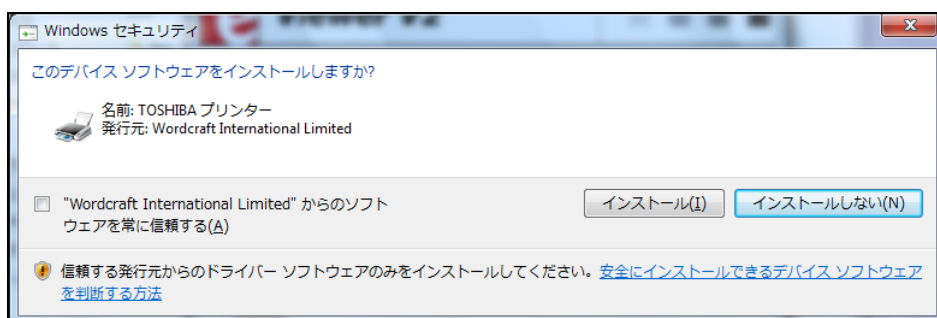 Viewer V2
Windows セキュリティ
このデバイス ソフトウェアをインストールしますか?
名前: TOSHIBA プリンター
発行元: Wordcraft International Limited
"Wordcraft International Limited" からのソフト
ウェアを常に信頼する(A)
インストール(I)
インストールしない(N)
信頼する発行元からのドライバー ソフトウェアのみをインストールしてください。安全にインストールできるデバイス ソフトウェア
を判断する方法